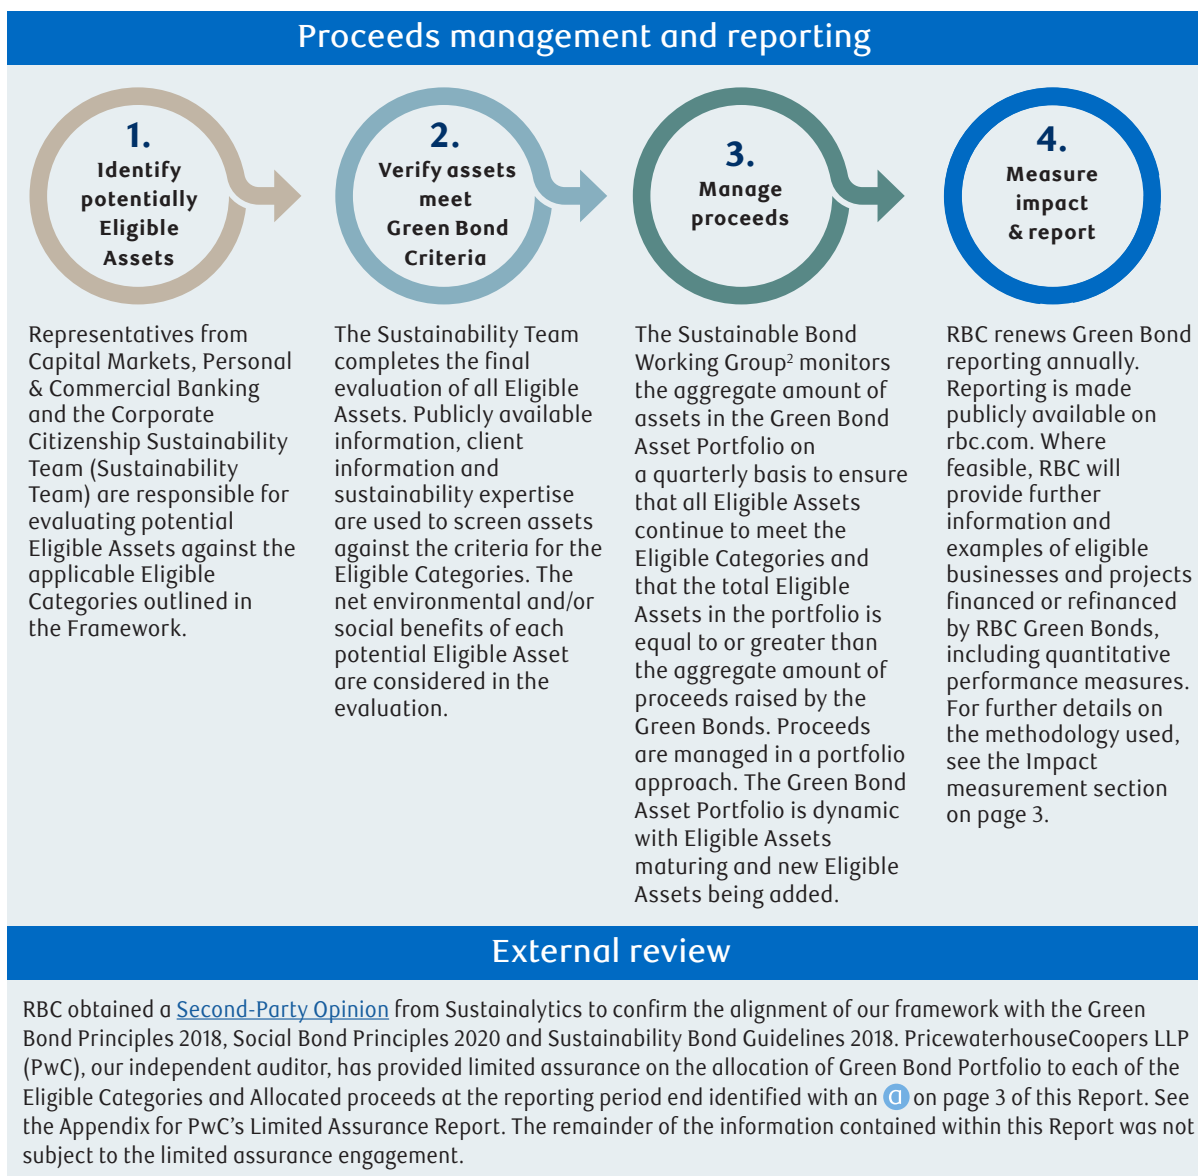 Proceeds management and reporting
1.
Identify
potentially
Eligible
Assets
Representatives from
Capital Markets, Personal
& Commercial Banking
and the Corporate
Citizenship Sustainability
Team (Sustainability
Team) are responsible for
evaluating potential
Eligible Assets against the
applicable Eligible
Categories outlined in
the Framework.
2.
Verify assets
meet
Green Bond
Criteria
The Sustainability Team
completes the final
evaluation of all Eligible
Assets. Publicly available
information, client
information and
sustainability expertise
are used to screen assets
against the criteria for the
Eligible Categories. The
net environmental and/or
social benefits of each
potential Eligible Asset
are considered in the
evaluation.
3.
Manage
proceeds
The Sustainable Bond
Working Group² monitors
the aggregate amount of
assets in the Green Bond
Asset Portfolio on
a quarterly basis to ensure
that all Eligible Assets
continue to meet the
Eligible Categories and
that the total Eligible
Assets in the portfolio is
equal to or greater than
the aggregate amount of
proceeds raised by the
Green Bonds. Proceeds
are managed in a portfolio
approach. The Green Bond
Asset Portfolio is dynamic
with Eligible Assets
maturing and new Eligible
Assets being added.
4.
Measure
impact
& report
RBC renews Green Bond
reporting annually.
Reporting is made
publicly available on
rbc.com. Where
feasible, RBC will
provide further
information and
examples of eligible
businesses and projects
financed or refinanced
by RBC Green Bonds,
including quantitative
performance measures.
For further details on
the methodology used,
see the Impact
measurement section
on page 3.
External review
RBC obtained a Second-Party Opinion from Sustainalytics to confirm the alignment of our framework with the Green
Bond Principles 2018, Social Bond Principles 2020 and Sustainability Bond Guidelines 2018. PricewaterhouseCoopers LLP
(PwC), our independent auditor, has provided limited assurance on the allocation of Green Bond Portfolio to each of the
Eligible Categories and Allocated proceeds at the reporting period end identified with an a on page 3 of this Report. See
the Appendix for PwC's Limited Assurance Report. The remainder of the information contained within this Report was not
subject to the limited assurance engagement.